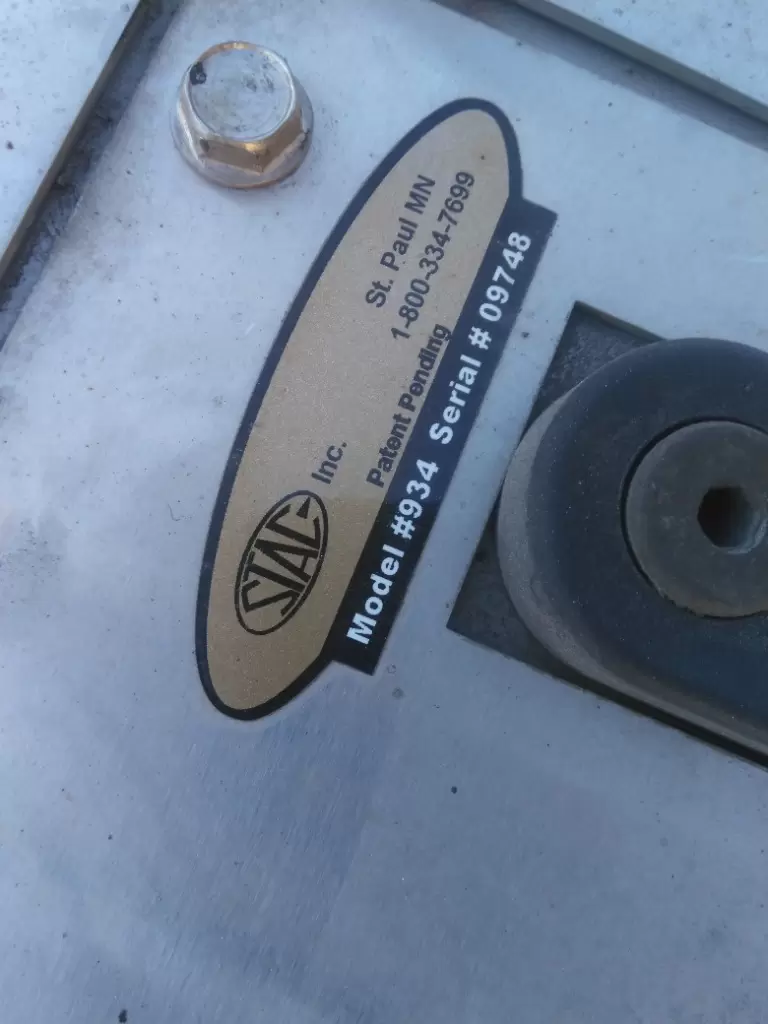 STAC Inc.
St. Paul MN
1-800-334-7699
Patent Pending
Model #934 Serial # 09748